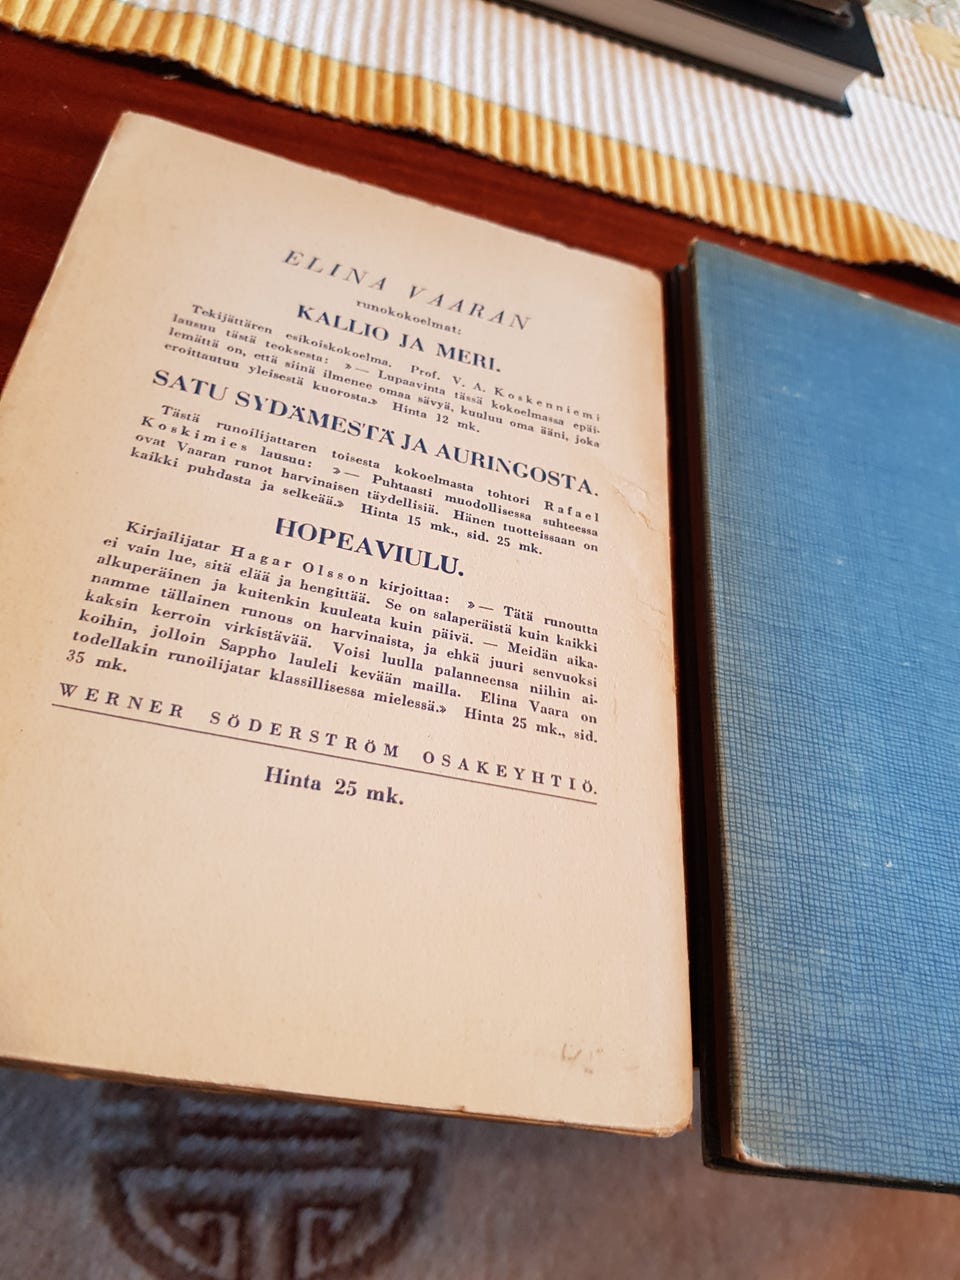 ELINA VAARAN
runokokoelmat:
KALLIO JA MERI.
Tekijättären esikoiskokoelma. Prof. V. A. Koskenniemi
lausuu tästä teoksesta: »— Lupaavinta tässä kokoelmassa epäi-
lemättä on, että siinä ilmenee omaa sävyä, kuuluu oma ääni, joka
eroittautuu yleisestä kuorosta.» Hinta 12 mk.
SATU SYDÄMESTÄ JA AURINGOSTA.
Tästä runoilijattaren toisesta kokoelmasta tohtori Rafael
Koskimies lausuu: »— Puhtaasti muodollisessa suhteessa
ovat Vaaran runot harvinaisen täydellisiä. Hänen tuotteissaan on
kaikki puhdasta ja selkeää.» Hinta 15 mk., sid. 25 mk.
HOPEAVIULU.
Kirjailijatar Hagar Olsson kirjoittaa: »— Tätä runoutta
ei vain lue, sitä elää ja hengittää. Se on salaperäistä kuin kaikki
alkuperäinen ja kuitenkin kuuleata kuin päivä. — Meidän aika-
namme tällainen runous on harvinaista, ja ehkä juuri senvuoksi
kaksin kerroin virkistävää. Voisi luulla palanneensa niihin ai-
koihin, jolloin Sappho lauleli kevään mailla. Elina Vaara on
todellakin runoilijatar klassillisessa mielessä.» Hinta 25 mk., sid.
35 mk.
WERNER SÖDERSTRÖM OSAKEYHTIÖ.
Hinta 25 mk.